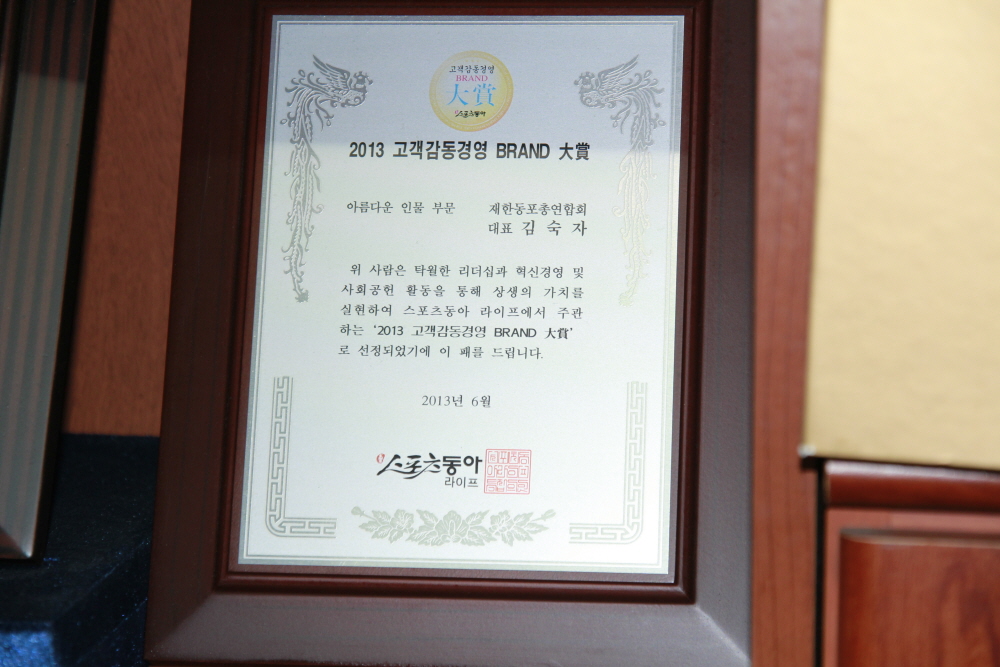 고객감동경영
BRAND
大賞
스포츠동아
2013 고객감동경영 BRAND 大賞
아름다운 인물 부문 재한동포총연합회
대표 김 숙 자
위 사람은 탁월한 리더십과 혁신경영 및
사회공헌 활동을 통해 상생의 가치를
실현하여 스포츠동아 라이프에서 주관
하는 '2013 고객감동경영 BRAND 大賞'
로 선정되었기에 이 패를 드립니다.
2013년 6월
스포츠동아
라이프